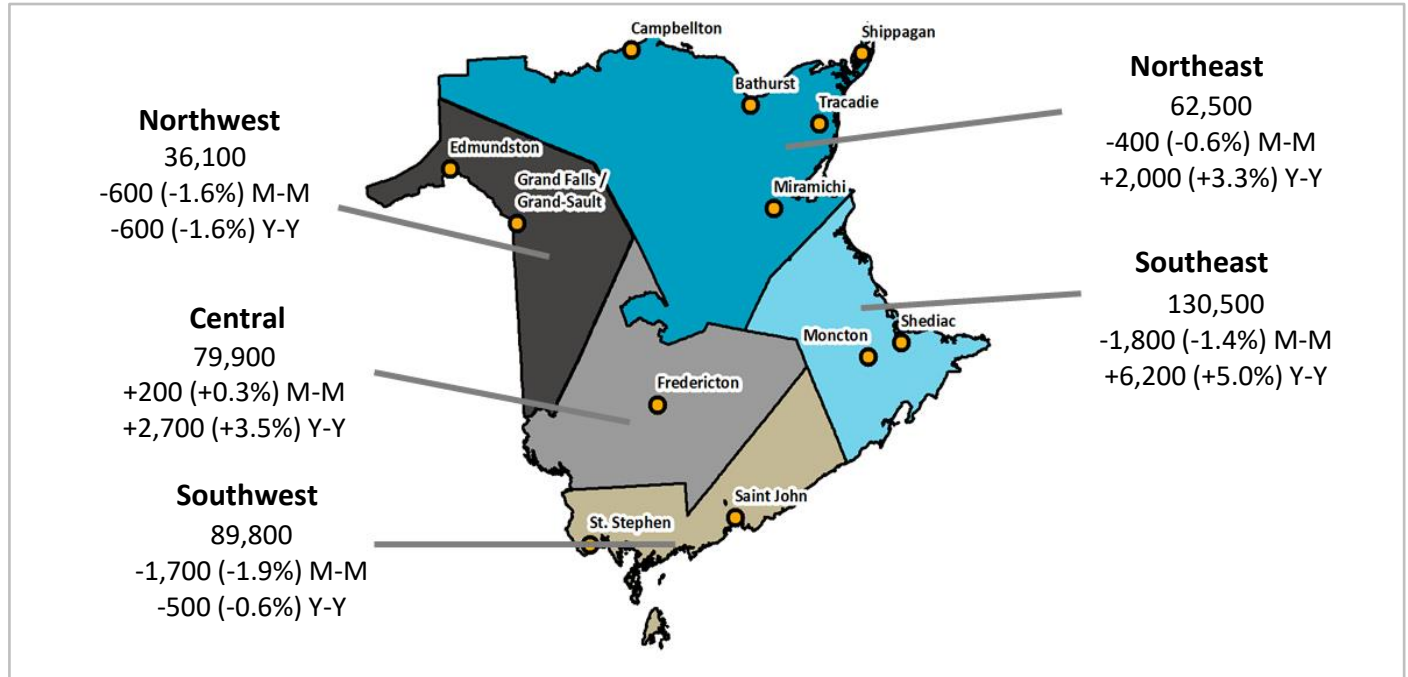 Northwest
36,100
-600 (-1.6%) M-M
-600 (-1.6%) Y-Y
Central
79,900
+200 (+0.3%) M-M
+2,700 (+3.5%) Y-Y
Southwest
89,800
-1,700 (-1.9%) M-M
-500 (-0.6%) Y-Y
Campbellton
Shippagan
Bathurst
Tracadie
Edmundston
Grand Falls /
Grand-Sault
Miramichi
Moncton
Shediac
Fredericton
Saint John
St. Stephen
Northeast
62,500
-400 (-0.6%) M-M
+2,000 (+3.3%) Y-Y
Southeast
130,500
-1,800 (-1.4%) M-M
+6,200 (+5.0%) Y-Y